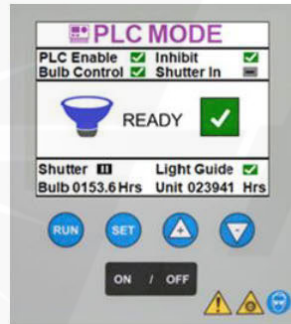 PLC MODE
PLC Enable Inhibit
Bulb Control Shutter In
READY
Shutter Light Guide
Bulb 0153.6 Hrs Unit 023941 Hrs
RUN SET + -
ON / OFF